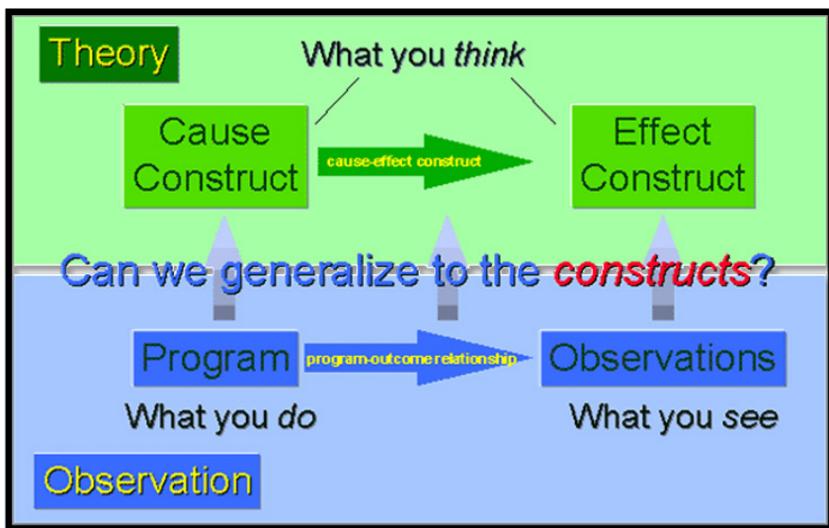 Theory
What you think
Cause
Construct
cause-effect construct
Effect
Construct
Can we generalize to the constructs?
Program
program-outcome relationship
Observations
What you do
What you see
Observation